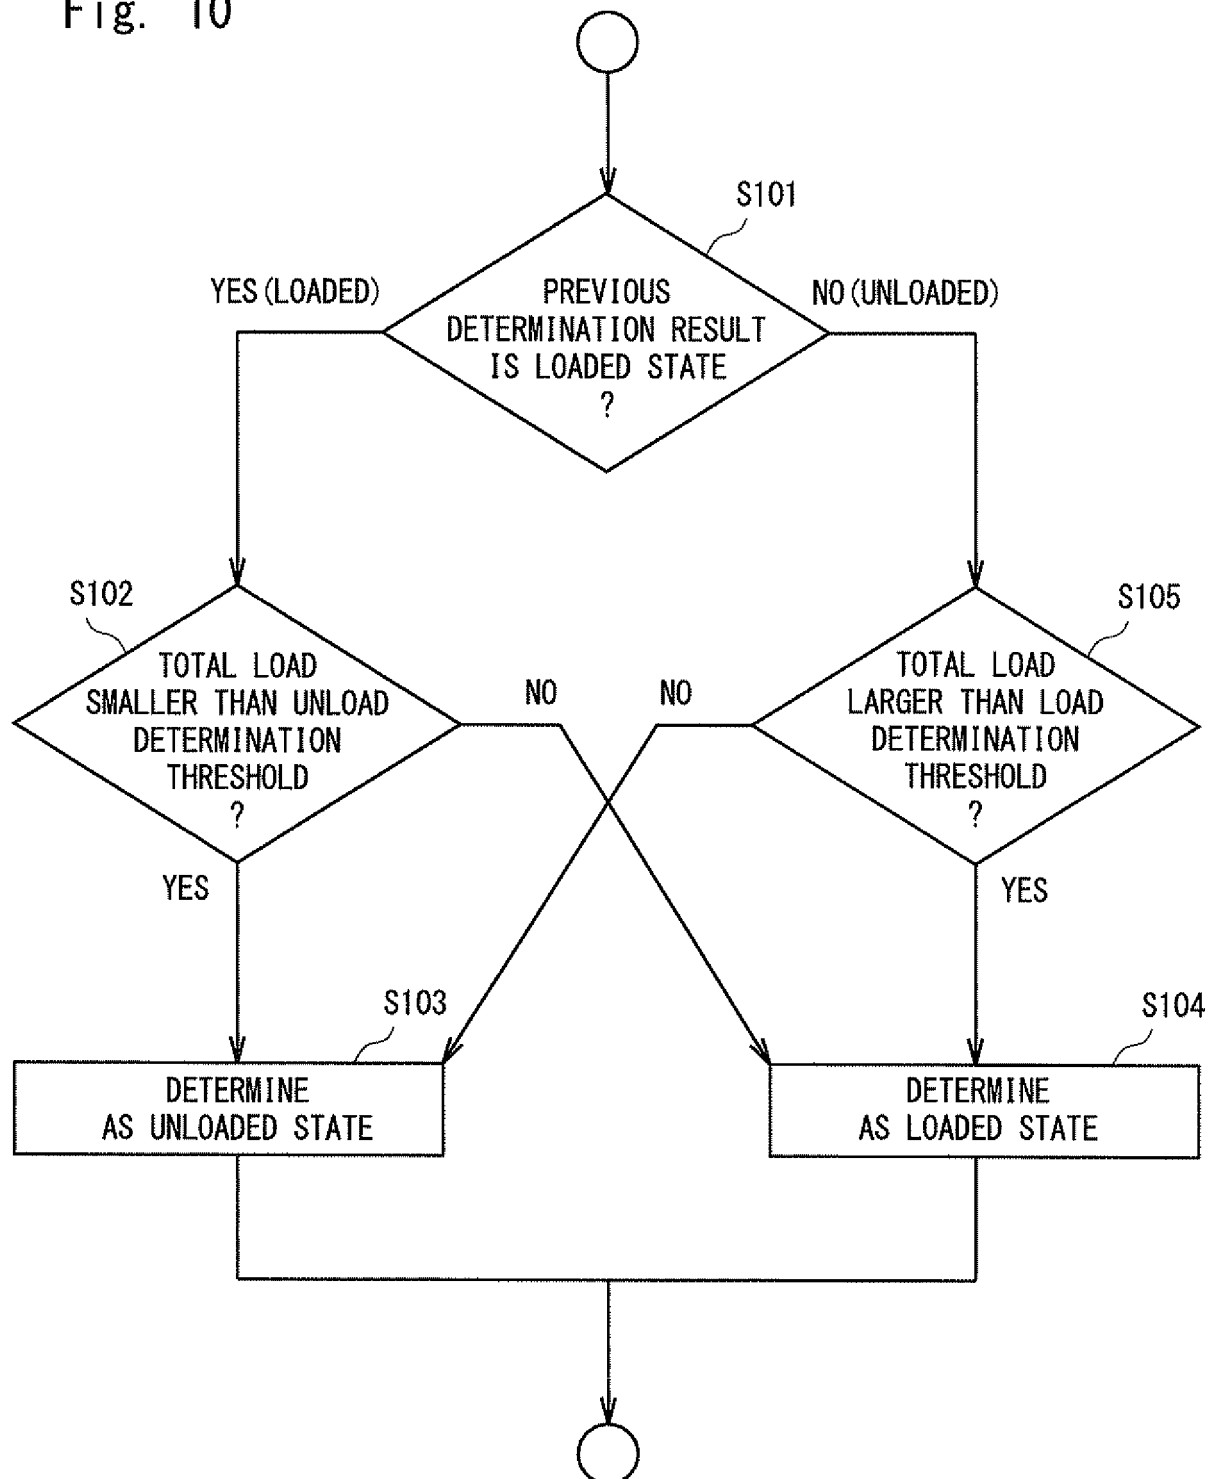 Fig. 10
S101
YES(LOADED)
PREVIOUS
DETERMINATION RESULT
IS LOADED STATE
?
NO(UNLOADED)
S102
TOTAL LOAD
SMALLER THAN UNLOAD
DETERMINATION
THRESHOLD
?
NO
NO
S105
TOTAL LOAD
LARGER THAN LOAD
DETERMINATION
THRESHOLD
?
YES
YES
S103
DETERMINE
AS UNLOADED STATE
S104
DETERMINE
AS LOADED STATE